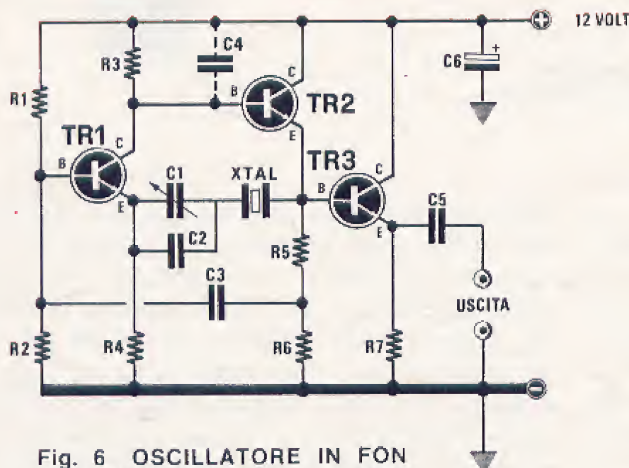 12 VOLT
C4
R3
C
C6
+
R1
B
TR2
E
TR1
C
XTAL
TR3
B
C1
B
C
E
E
C5
C2
R5
C3
USCITA
R2
R4
R6
R7
Fig. 6 OSCILLATORE IN FON